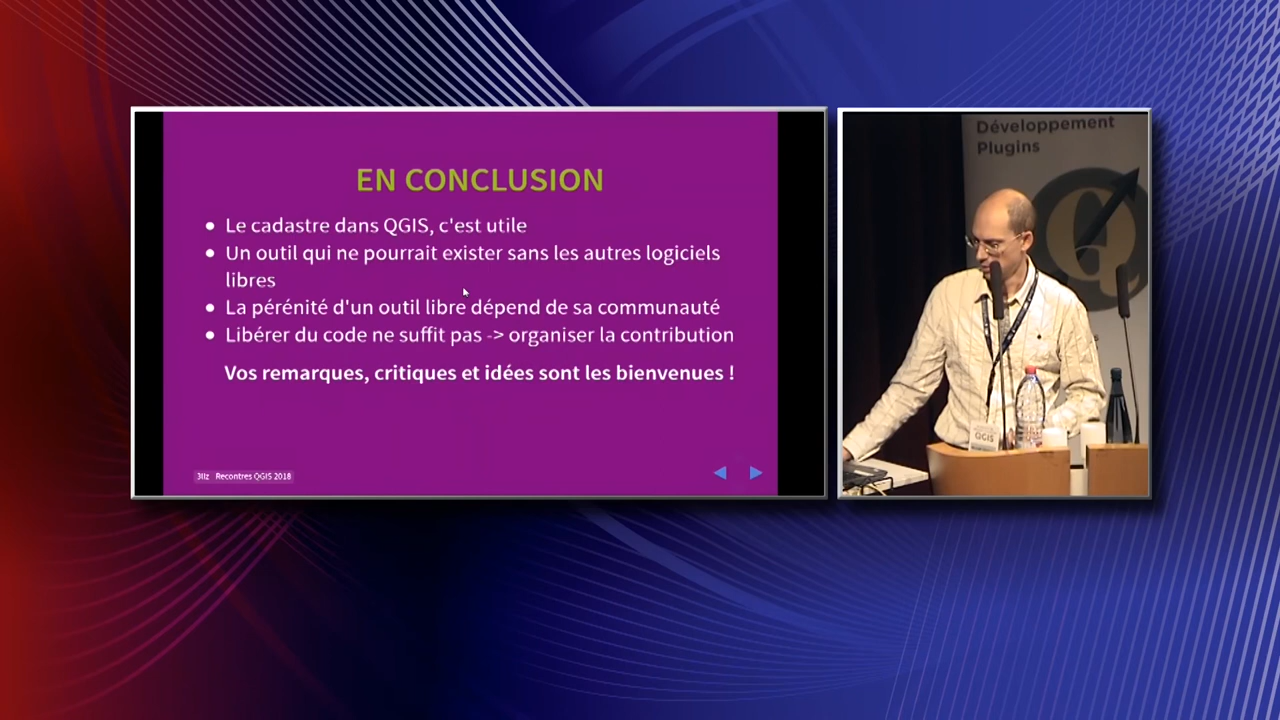 EN CONCLUSION
Le cadastre dans QGIS, c'est utile
Un outil qui ne pourrait exister sans les autres logiciels
libres
La pérénité d'un outil libre dépend de sa communauté
Libérer du code ne suffit pas -> organiser la contribution
Vos remarques, critiques et idées sont les bienvenues !
3liz Recontres QGIS 2018
Développement
Plugins
QGIS